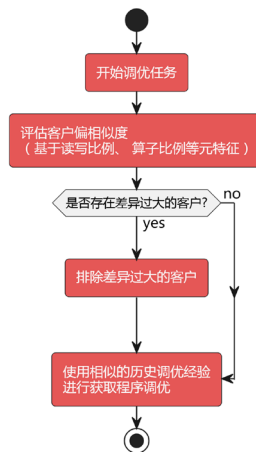 开始调优任务
评估客户偏相似度
（基于读写比例、算子比例等元特征）
是否存在差异过大的客户?
no
yes
排除差异过大的客户
使用相似的历史调优经验
进行获取程序调优